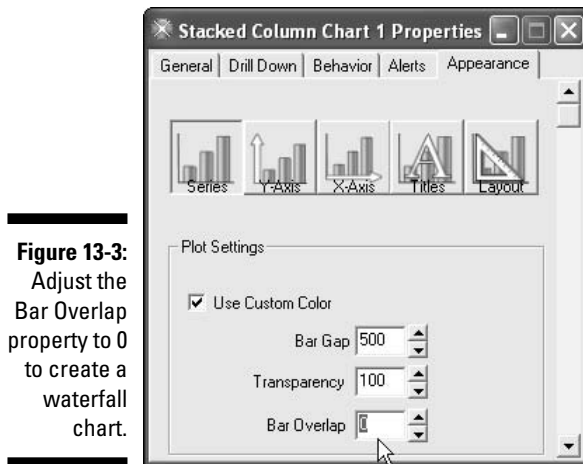 Stacked Column Chart 1 Properties
General Drill Down Behavior Alerts Appearance
Series Y-Axis X-Axis Titles Layout
Plot Settings
Use Custom Color
Bar Gap 500
Transparency 100
Bar Overlap 0
Figure 13-3:
Adjust the
Bar Overlap
property to 0
to create a
waterfall
chart.